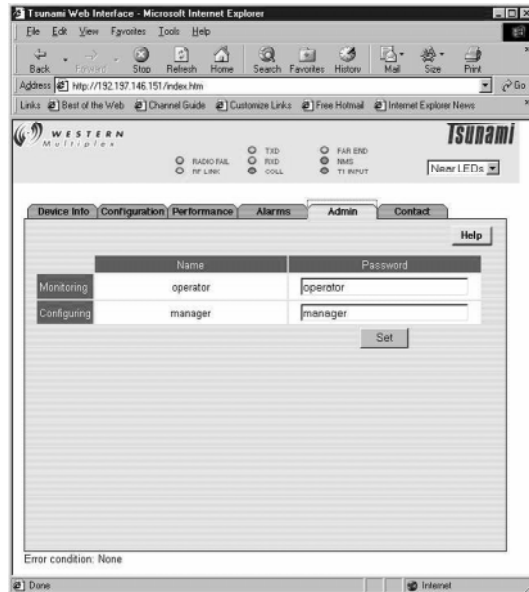 Tsunami Web Interface - Microsoft Internet Explorer
File Edit View Favorites Tools Help
Back Forward Stop Refresh Home Search Favorites History Mail Size Print
Address http://192.197.146.151/index.htm Go
Links Best of the Web Channel Guide Customize Links Free Hotmail Internet Explorer News
WESTERN Tsunami
Multiplex
TXD FAR END
RADIO FAIL RXD NMS
RF LINK COLL T1 INPUT Near LEDs
Device Info Configuration Performance Alarms Admin Contact
Help
Name Password
Monitoring operator operator
Configuring manager manager
Set
Error condition: None
Done Internet